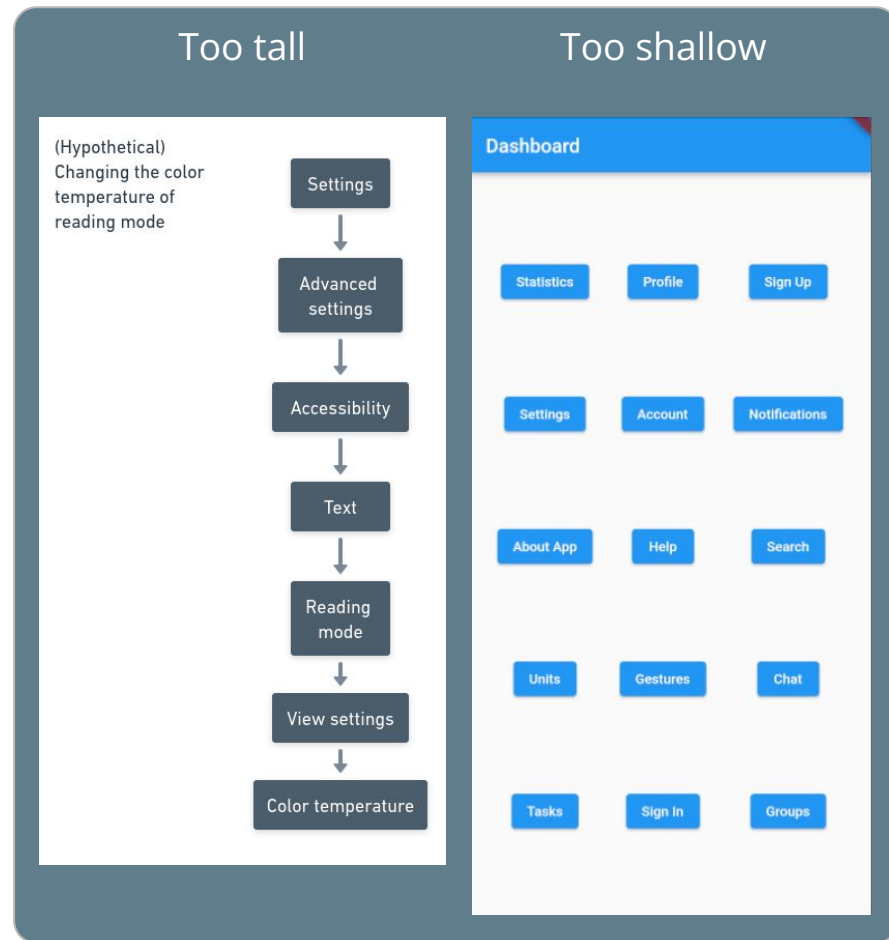 Too tall
Too shallow
(Hypothetical)
Changing the color
temperature of
reading mode
Settings
Advanced
settings
Accessibility
Text
Reading
mode
View settings
Color temperature
Dashboard
Statistics
Profile
Sign Up
Settings
Account
Notifications
About App
Help
Search
Units
Gestures
Chat
Tasks
Sign In
Groups